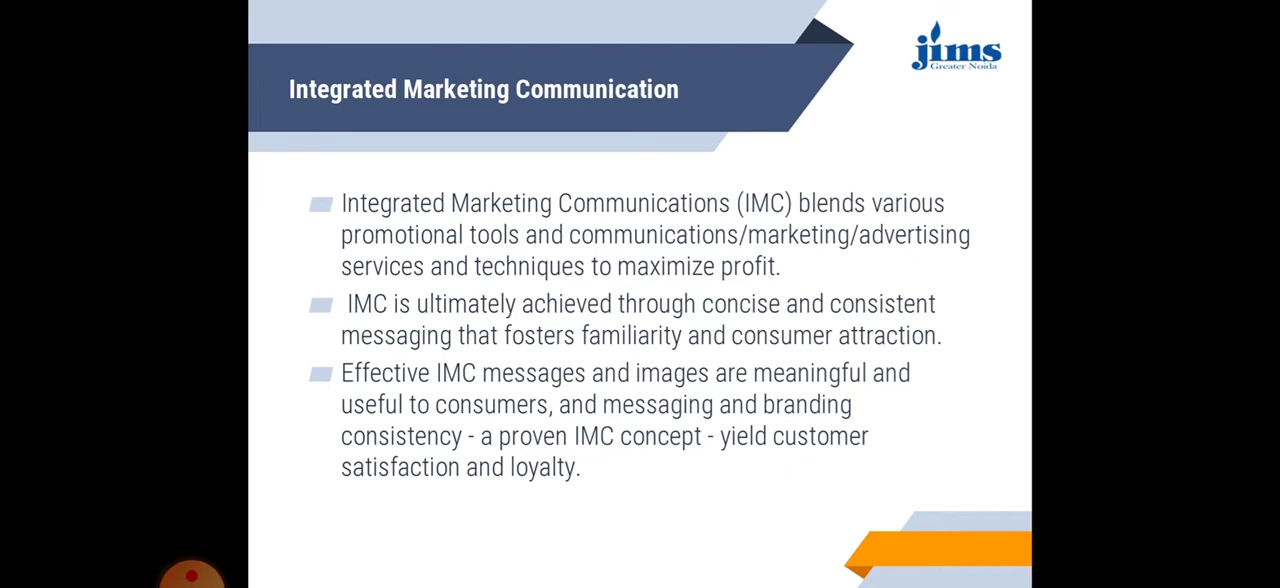 jims
Greater Noida
Integrated Marketing Communication
Integrated Marketing Communications (IMC) blends various
promotional tools and communications/marketing/advertising
services and techniques to maximize profit.
IMC is ultimately achieved through concise and consistent
messaging that fosters familiarity and consumer attraction.
Effective IMC messages and images are meaningful and
useful to consumers, and messaging and branding
consistency - a proven IMC concept - yield customer
satisfaction and loyalty.